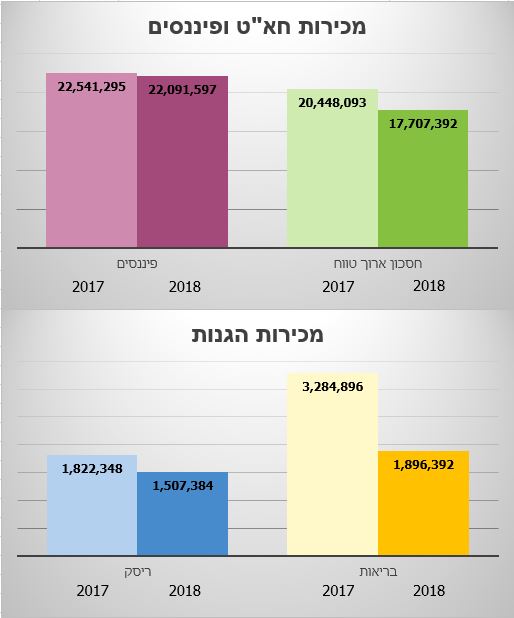 מכירות חא"ט ופיננסים
22,541,295
22,091,597
20,448,093
17,707,392
פיננסים
חסכון ארוך טווח
2017
2018
2017
2018
מכירות הגנות
1,822,348
1,507,384
3,284,896
1,896,392
ריסק
בריאות
2017
2018
2017
2018